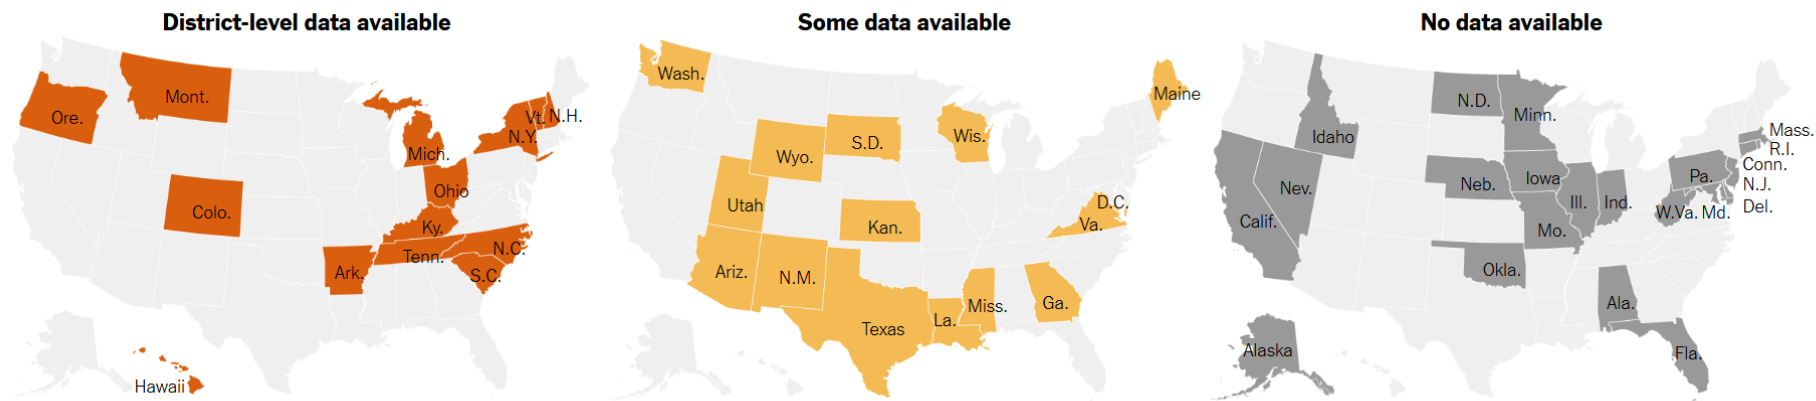 District-level data available
Ore.
Mont.
Colo.
Mich.
Ohio
Ky.
Tenn.
Ark.
N.C.
S.C.
N.Y.
Vt.
N.H.
Hawaii
Some data available
Wash.
Wyo.
S.D.
Wis.
Maine
Utah
Kan.
D.C.
Va.
Ariz.
N.M.
Texas
La.
Miss.
Ga.
No data available
Idaho
N.D.
Minn.
Mass.
R.I.
Conn.
N.J.
Del.
Pa.
W.Va.
Md.
Calif.
Nev.
Neb.
Iowa
Ill.
Ind.
Mo.
Okla.
Ala.
Fla.
Alaska